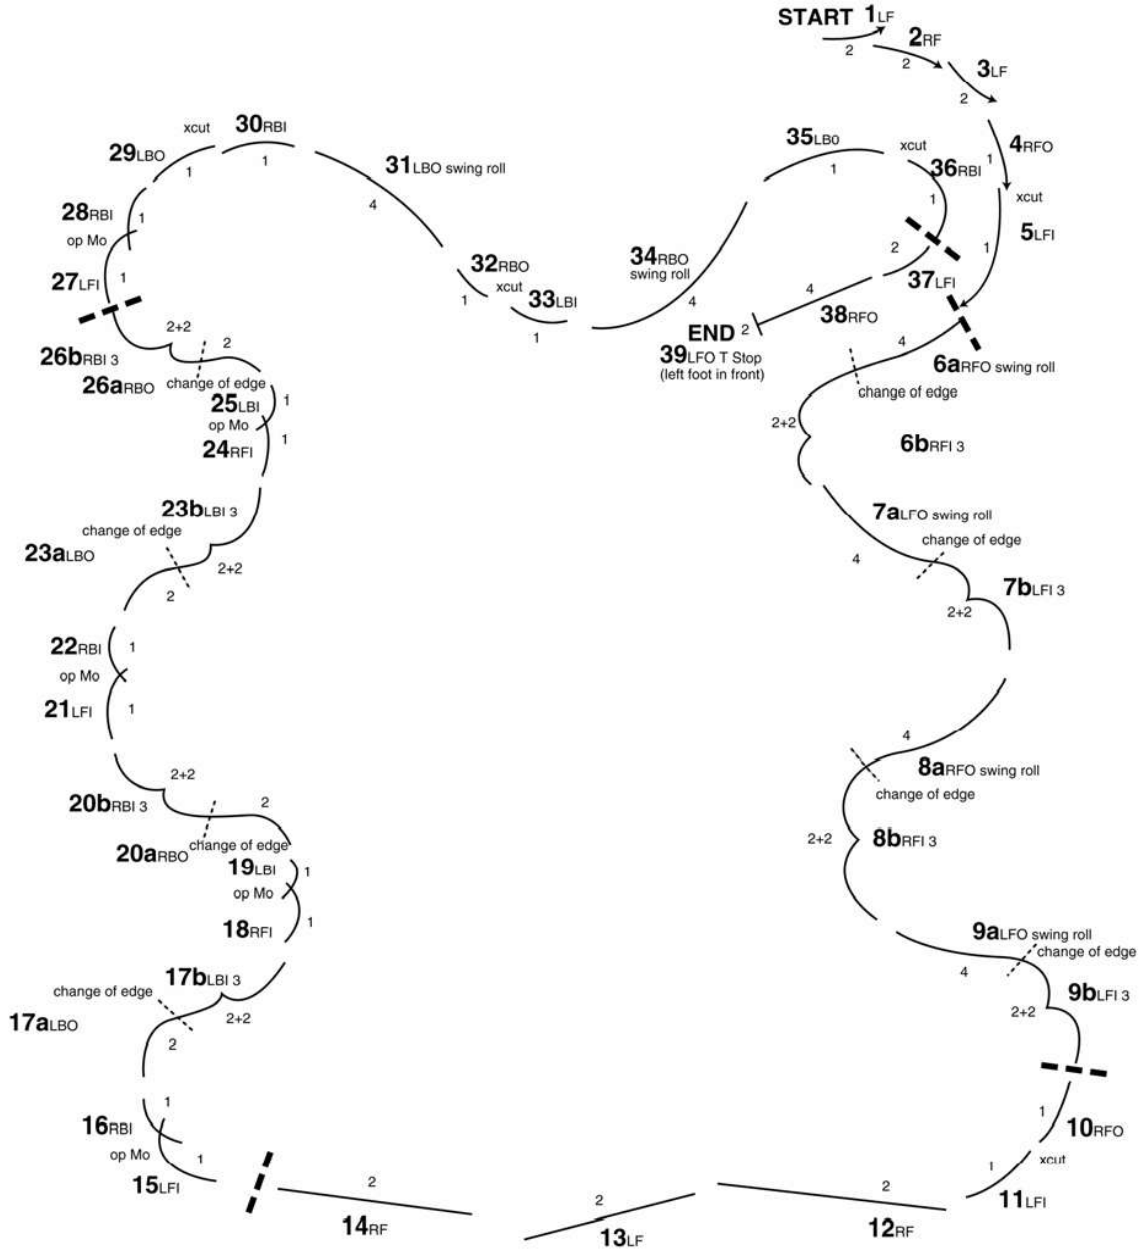 START 1LF
2
2RF
2
3LF
2
4RFO
1
xcut
5LFI
1
6aRFO swing roll
4
change of edge
6bRFI 3
2+2
7aLFO swing roll
4
change of edge
7bLFI 3
2+2
8aRFO swing roll
4
change of edge
8bRFI 3
2+2
9aLFO swing roll
4
change of edge
9bLFI 3
2+2
10RFO
1
xcut
11LFI
1
12RF
2
13LF
2
14RF
2
15LFI
1
op Mo
16RBI
1
17aLBO
2
change of edge
17bLBI 3
2+2
18RFI
1
op Mo
19LBI
1
20aRBO
2
change of edge
20bRBI 3
2+2
21LFI
1
op Mo
22RBI
1
23aLBO
2
change of edge
23bLBI 3
2+2
24RFI
1
op Mo
25LBI
1
26aRBO
2
change of edge
26bRBI 3
2+2
27LFI
1
op Mo
28RBI
1
29LBO
1
xcut
30RBI
1
31LBO swing roll
4
32RBO
1
xcut
33LBI
1
34RBO
swing roll
4
35LB0
1
xcut
36RBI
1
37LFI
2
38RFO
4
END 2
39LFO T Stop
(left foot in front)